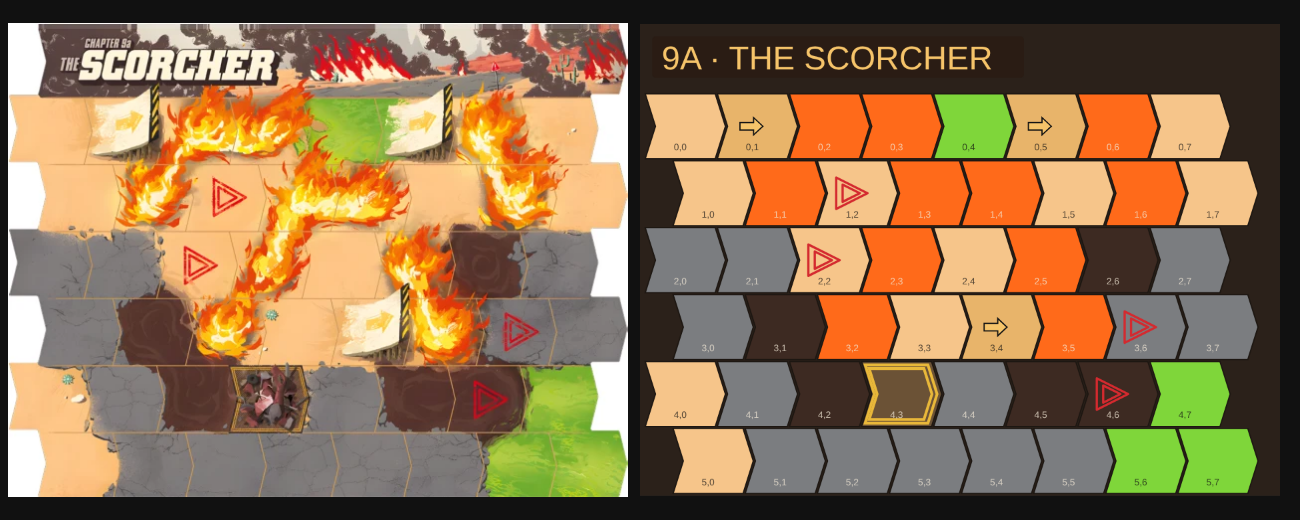 CHAPTER 9a
THE SCORCHER
9A · THE SCORCHER
0,0 0,1 0,2 0,3 0,4 0,5 0,6 0,7
1,0 1,1 1,2 1,3 1,4 1,5 1,6 1,7
2,0 2,1 2,2 2,3 2,4 2,5 2,6 2,7
3,0 3,1 3,2 3,3 3,4 3,5 3,6 3,7
4,0 4,1 4,2 4,3 4,4 4,5 4,6 4,7
5,0 5,1 5,2 5,3 5,4 5,5 5,6 5,7